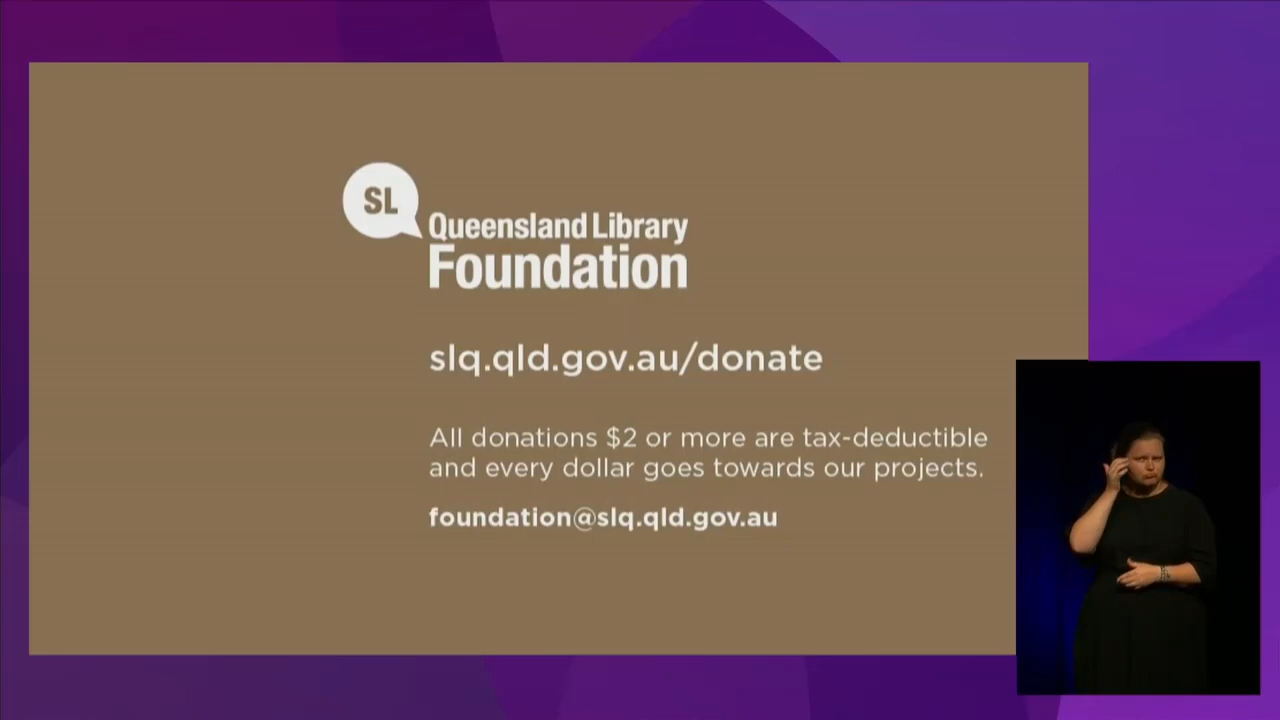 SL
Queensland Library
Foundation
slq.qld.gov.au/donate
All donations $2 or more are tax-deductible
and every dollar goes towards our projects.
foundation@slq.qld.gov.au